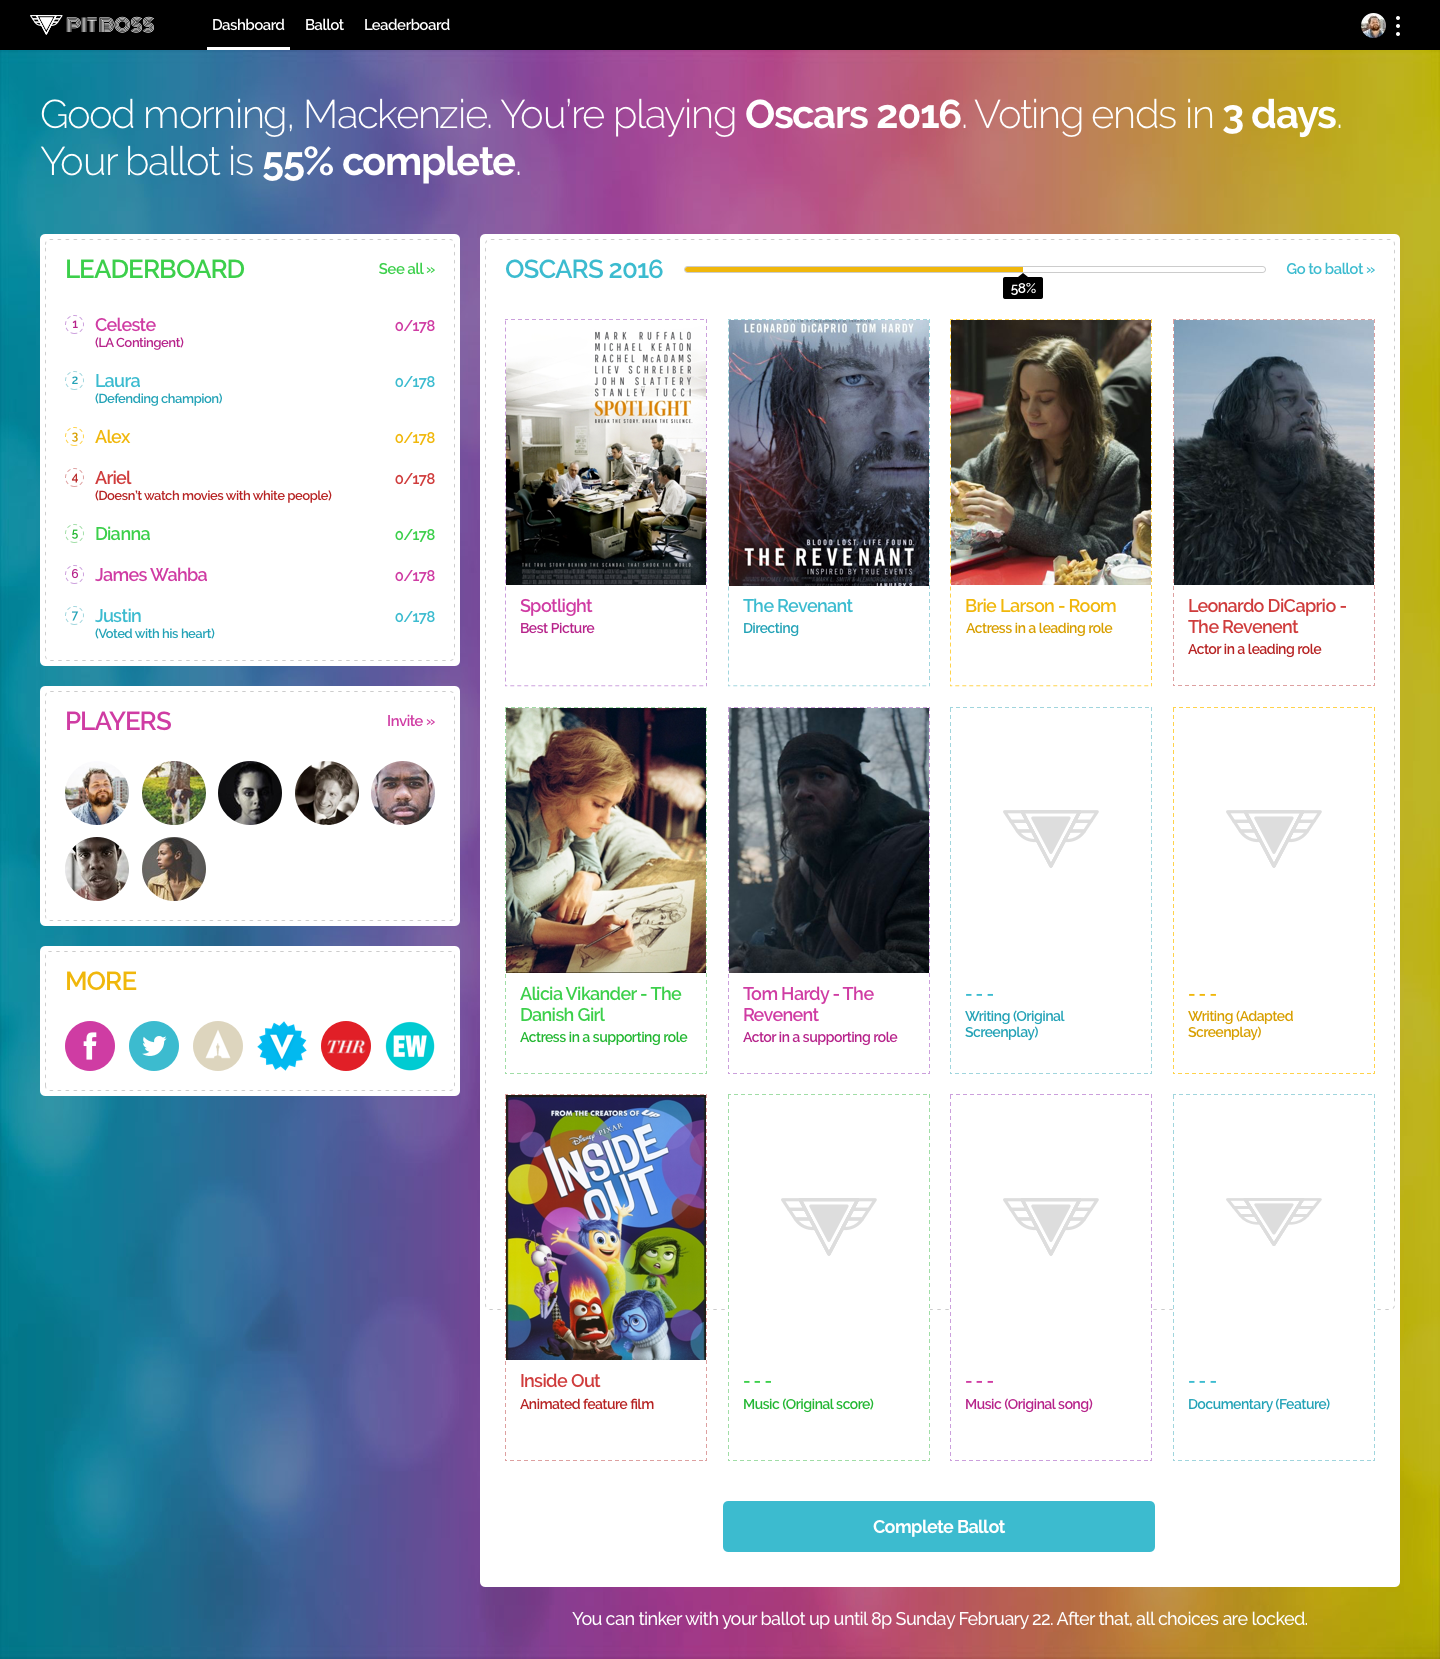 PITBOSS
Dashboard Ballot Leaderboard
Good morning, Mackenzie. You're playing Oscars 2016. Voting ends in 3 days.
Your ballot is 55% complete.
LEADERBOARD
See all »
1 Celeste 0/178
(LA Contingent)
2 Laura 0/178
(Defending champion)
3 Alex 0/178
4 Ariel 0/178
(Doesn't watch movies with white people)
5 Dianna 0/178
6 James Wahba 0/178
7 Justin 0/178
(Voted with his heart)
PLAYERS
Invite »
MORE
f
V
THR
EW
OSCARS 2016
58%
Go to ballot »
MARK RUFFALO
MICHAEL KEATON
RACHEL McADAMS
LIEV SCHREIBER
JOHN SLATTERY
STANLEY TUCCI
SPOTLIGHT
BREAK THE STORY. BREAK THE SILENCE.
THE TRUE STORY BEHIND THE SCANDAL THAT SHOOK THE WORLD
Spotlight
Best Picture
LEONARDO DiCAPRIO TOM HARDY
BLOOD LOST. LIFE FOUND.
THE REVENANT
INSPIRED BY TRUE EVENTS
JANUARY 8
The Revenant
Directing
Brie Larson - Room
Actress in a leading role
Leonardo DiCaprio -
The Revenent
Actor in a leading role
Alicia Vikander - The
Danish Girl
Actress in a supporting role
Tom Hardy - The
Revenent
Actor in a supporting role
- - -
Writing (Original
Screenplay)
- - -
Writing (Adapted
Screenplay)
FROM THE CREATORS OF UP
Disney PIXAR
INSIDE
OUT
Inside Out
Animated feature film
- - -
Music (Original score)
- - -
Music (Original song)
- - -
Documentary (Feature)
Complete Ballot
You can tinker with your ballot up until 8p Sunday February 22. After that, all choices are locked.